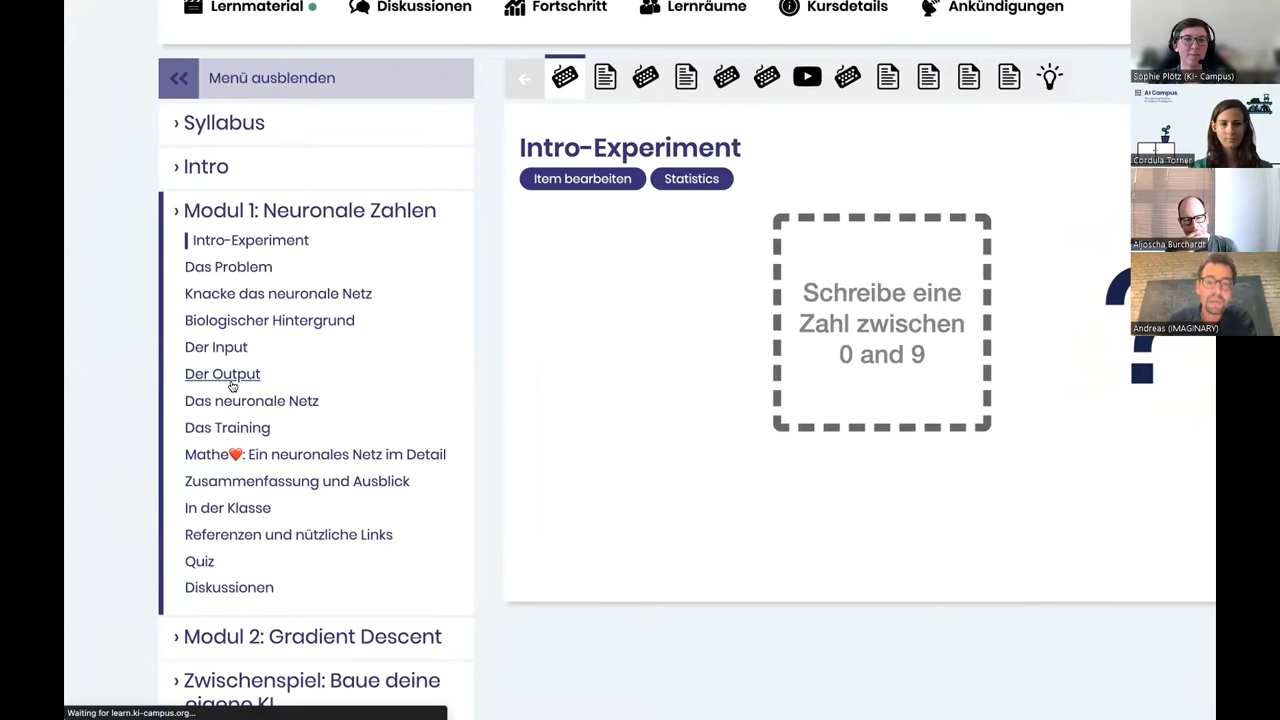 Lernmaterial
Diskussionen
Fortschritt
Lernräume
Kursdetails
Ankündigungen
Menü ausblenden
› Syllabus
› Intro
› Modul 1: Neuronale Zahlen
Intro-Experiment
Das Problem
Knacke das neuronale Netz
Biologischer Hintergrund
Der Input
Der Output
Das neuronale Netz
Das Training
Mathe❤️: Ein neuronales Netz im Detail
Zusammenfassung und Ausblick
In der Klasse
Referenzen und nützliche Links
Quiz
Diskussionen
› Modul 2: Gradient Descent
› Zwischenspiel: Baue deine
eigene KI
Waiting for learn.ki-campus.org...
Intro-Experiment
Item bearbeiten
Statistics
Schreibe eine
Zahl zwischen
0 and 9
?
Sophie Plötz (KI- Campus)
AI Campus
Cordula Torner
Aljoscha Burchardt
Andreas (IMAGINARY)